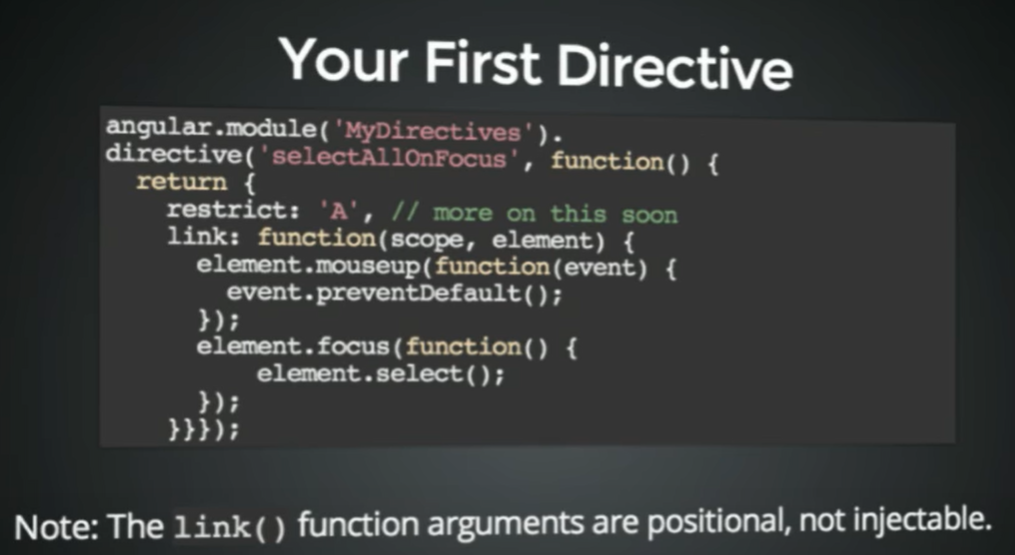 Your First Directive
angular.module('MyDirectives').
directive('selectAllOnFocus', function() {
  return {
    restrict: 'A', // more on this soon
    link: function(scope, element) {
      element.mouseup(function(event) {
        event.preventDefault();
      });
      element.focus(function() {
          element.select();
      });
    }}});
Note: The link() function arguments are positional, not injectable.